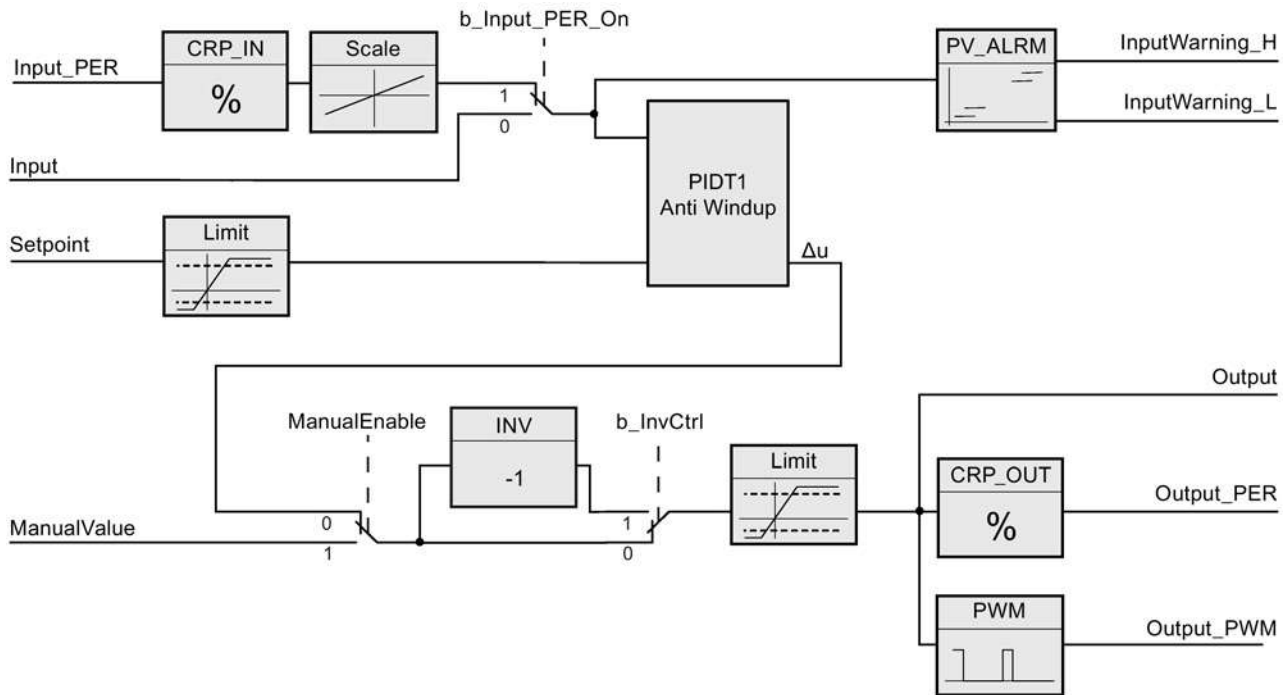 b_Input_PER_On
CRP_IN
Scale
PV_ALRM
InputWarning_H
Input_PER
%
1
0
InputWarning_L
Input
PIDT1
Anti Windup
Setpoint
Limit
Δu
Output
ManualEnable
INV
b_InvCtrl
-1
Limit
CRP_OUT
Output_PER
%
0
1
ManualValue
1
0
PWM
Output_PWM